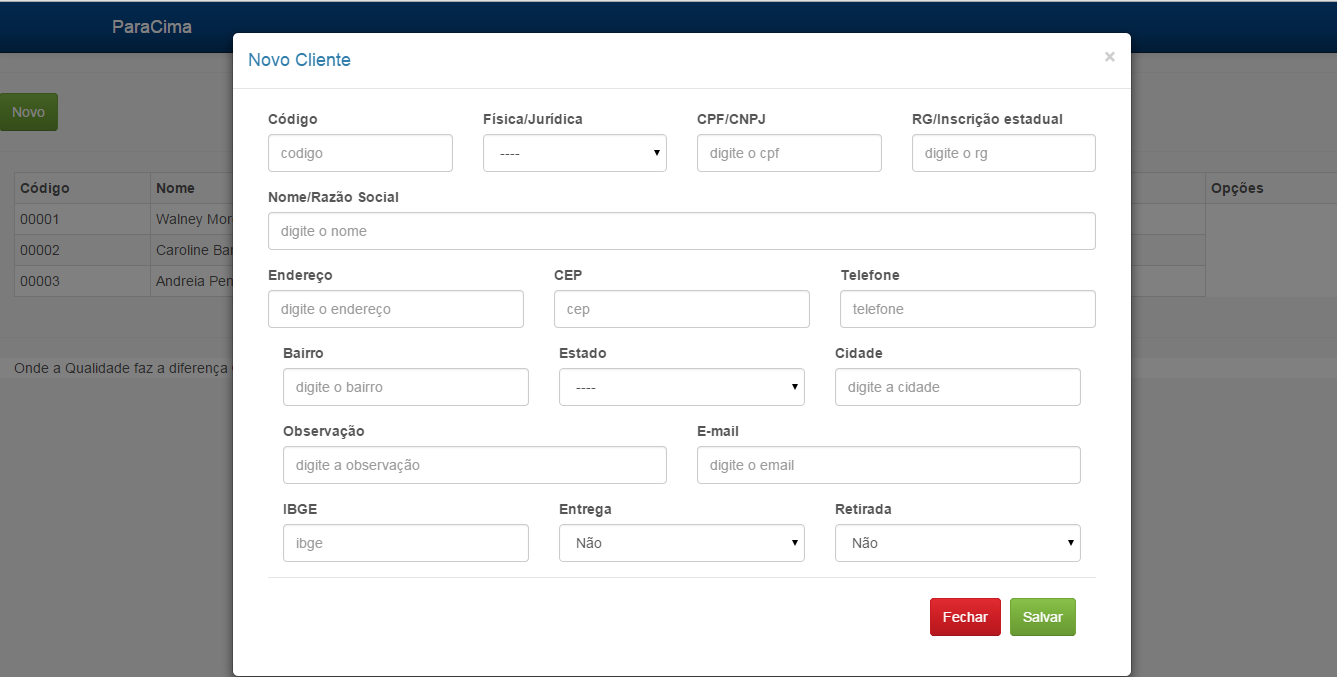 ParaCima
Novo Cliente ×
Novo
Código Física/Jurídica CPF/CNPJ RG/Inscrição estadual
codigo ---- digite o cpf digite o rg
Nome/Razão Social
digite o nome
Endereço CEP Telefone
digite o endereço cep telefone
Bairro Estado Cidade
digite o bairro ---- digite a cidade
Observação E-mail
digite a observação digite o email
IBGE Entrega Retirada
ibge Não Não
Fechar Salvar
Código Nome Opções
00001 Walney
00002 Caroline
00003 Andreia
Onde a Qualidade faz a diferença